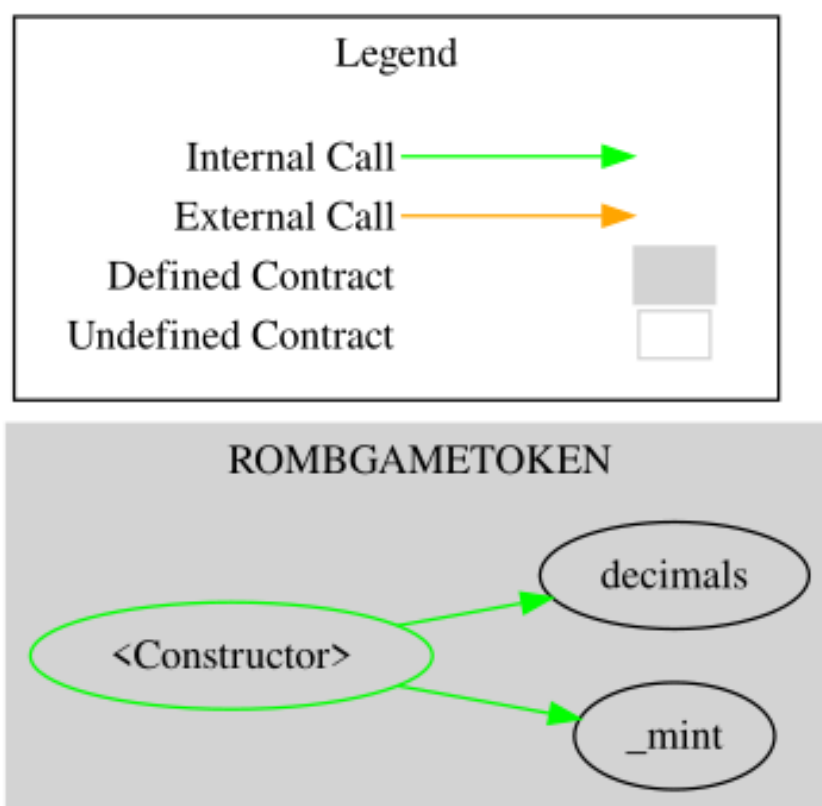 Legend
Internal Call
External Call
Defined Contract
Undefined Contract
ROMBGAMETOKEN
decimals
<Constructor>
_mint